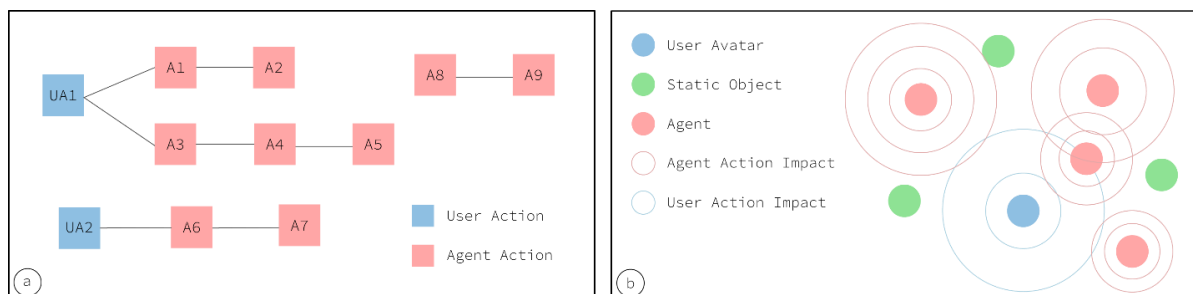 A1 A2
UA1
A3 A4 A5
A8 A9
UA2 A6 A7
User Action
Agent Action
a
User Avatar
Static Object
Agent
Agent Action Impact
User Action Impact
b